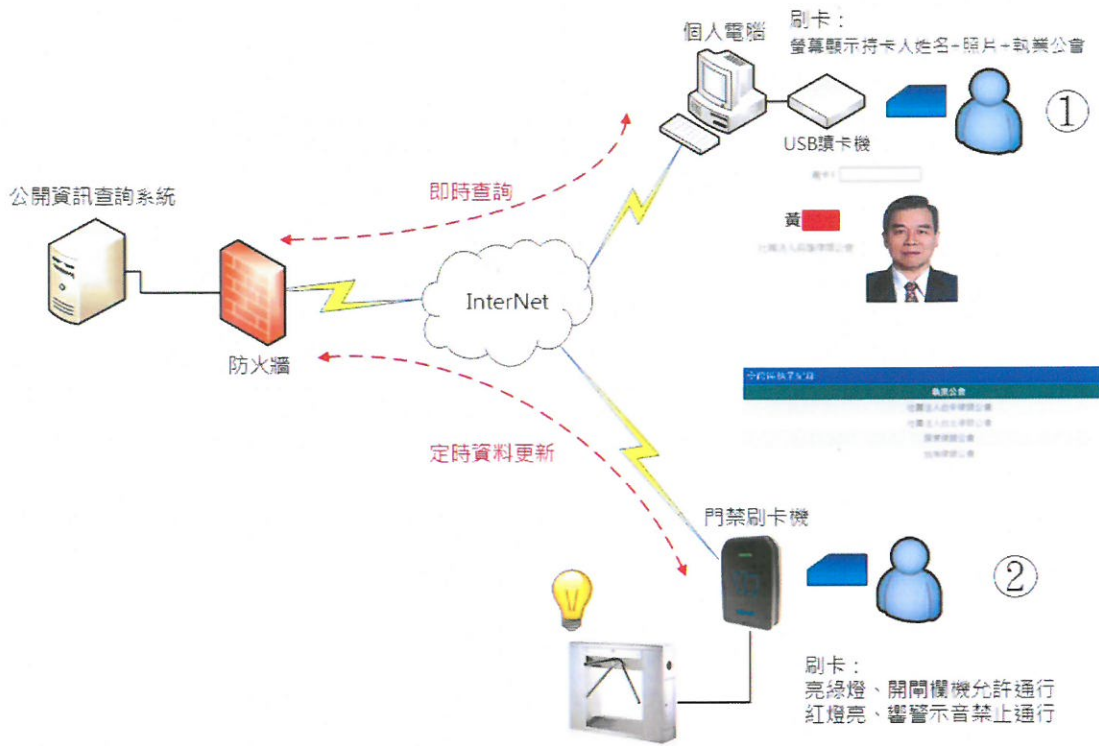 刷卡：
螢幕顯示持卡人姓名+照片+執業公會
個人電腦
①
USB讀卡機
即時查詢
公開資訊查詢系統
黃
InterNet
防火牆
執業公會
定時資料更新
門禁刷卡機
②
刷卡：
亮綠燈、開閘欄機允許通行
紅燈亮、響警示音禁止通行